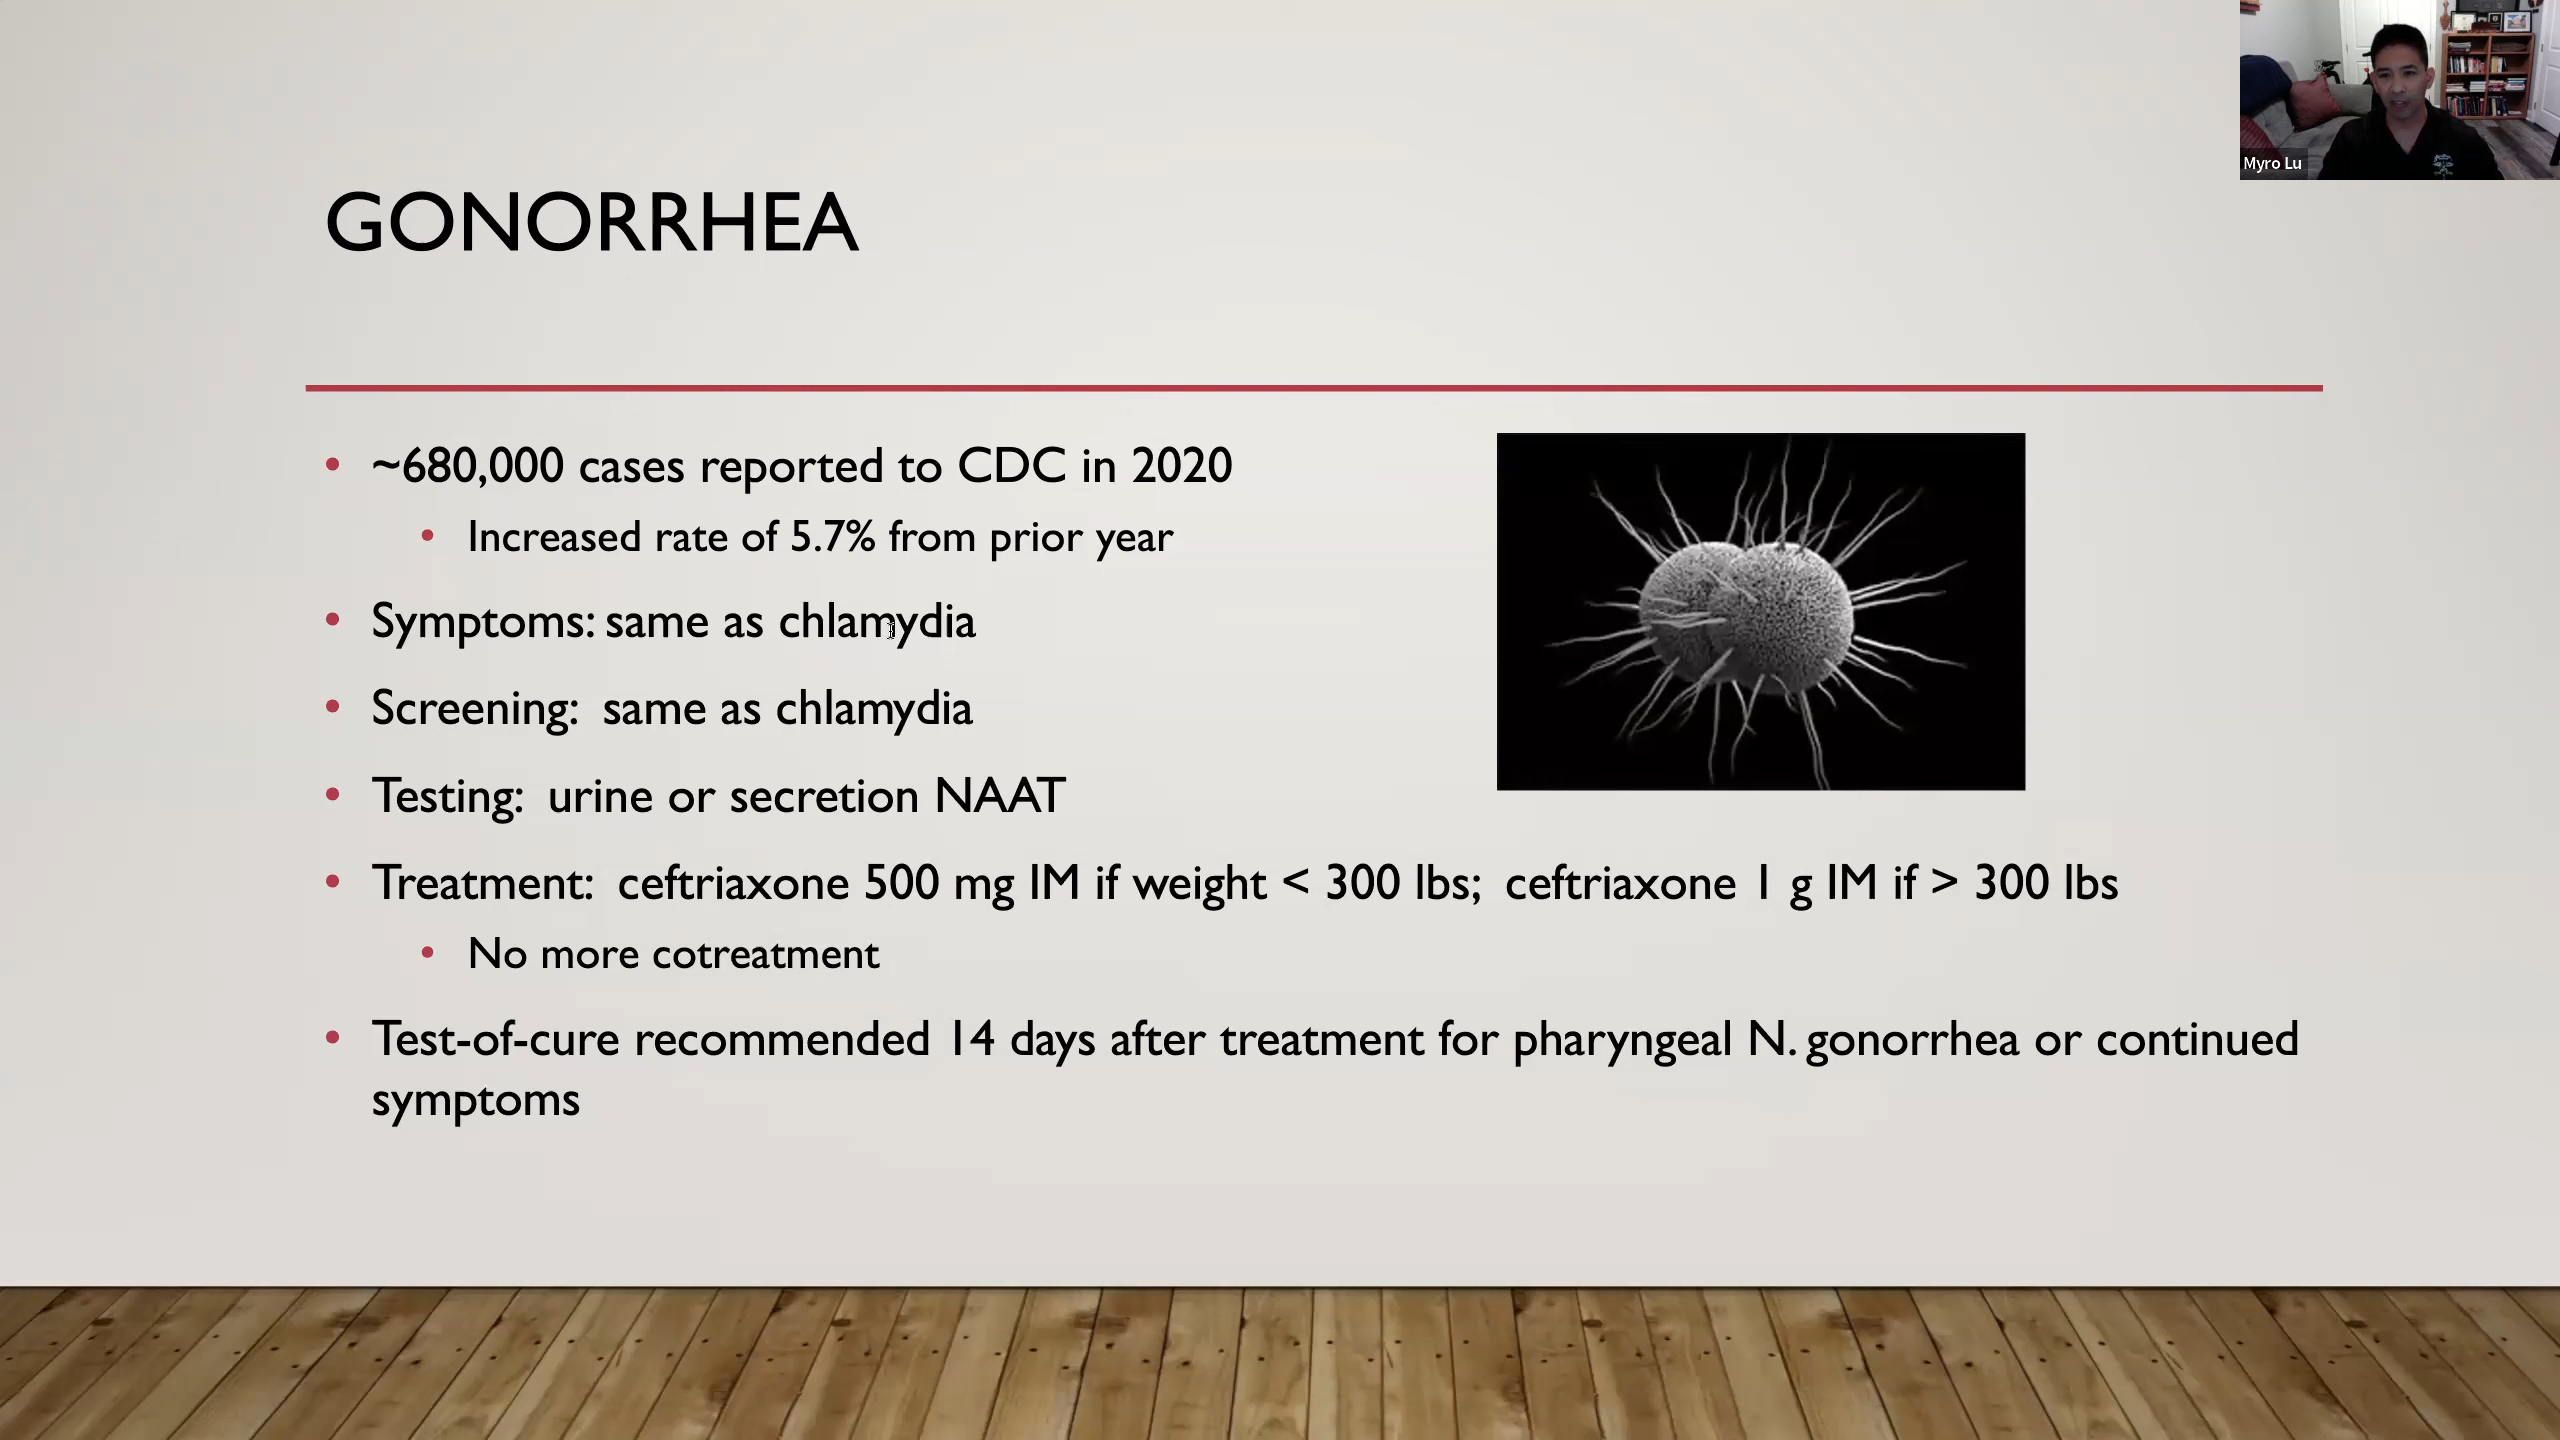 Myro Lu
GONORRHEA
• ~680,000 cases reported to CDC in 2020
• Increased rate of 5.7% from prior year
• Symptoms: same as chlamydia
• Screening:  same as chlamydia
• Testing:  urine or secretion NAAT
• Treatment:  ceftriaxone 500 mg IM if weight < 300 lbs;  ceftriaxone 1 g IM if > 300 lbs
• No more cotreatment
• Test-of-cure recommended 14 days after treatment for pharyngeal N. gonorrhea or continued
symptoms